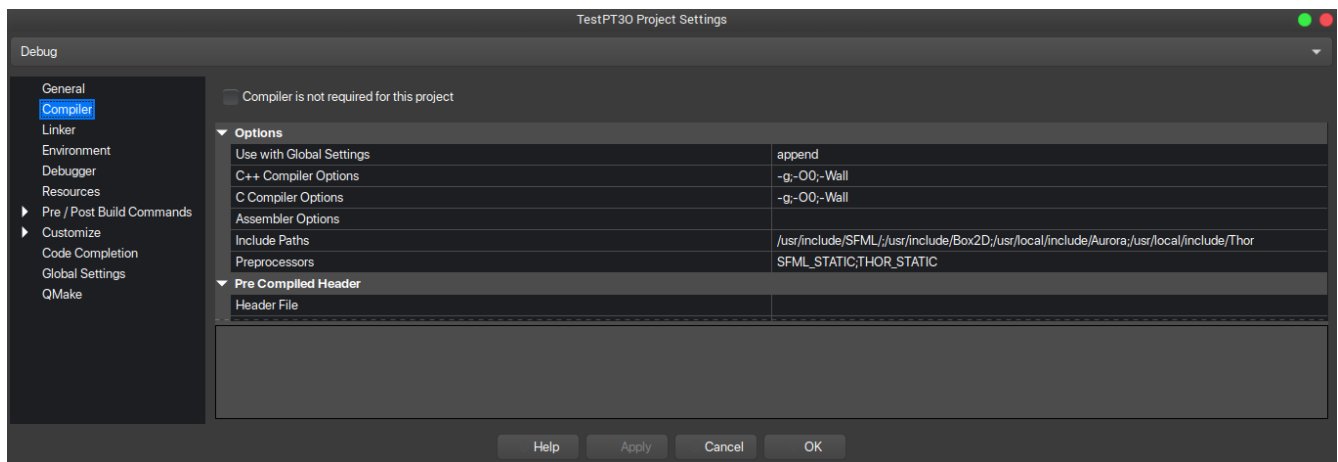 TestPT30 Project Settings
Debug
General
Compiler
Linker
Environment
Debugger
Resources
Pre / Post Build Commands
Customize
Code Completion
Global Settings
QMake
Compiler is not required for this project
Options
Use with Global Settings append
C++ Compiler Options -g;-O0;-Wall
C Compiler Options -g;-O0;-Wall
Assembler Options
Include Paths /usr/include/SFML/;/usr/include/Box2D;/usr/local/include/Aurora;/usr/local/include/Thor
Preprocessors SFML_STATIC;THOR_STATIC
Pre Complled Header
Header File
Help Apply Cancel OK